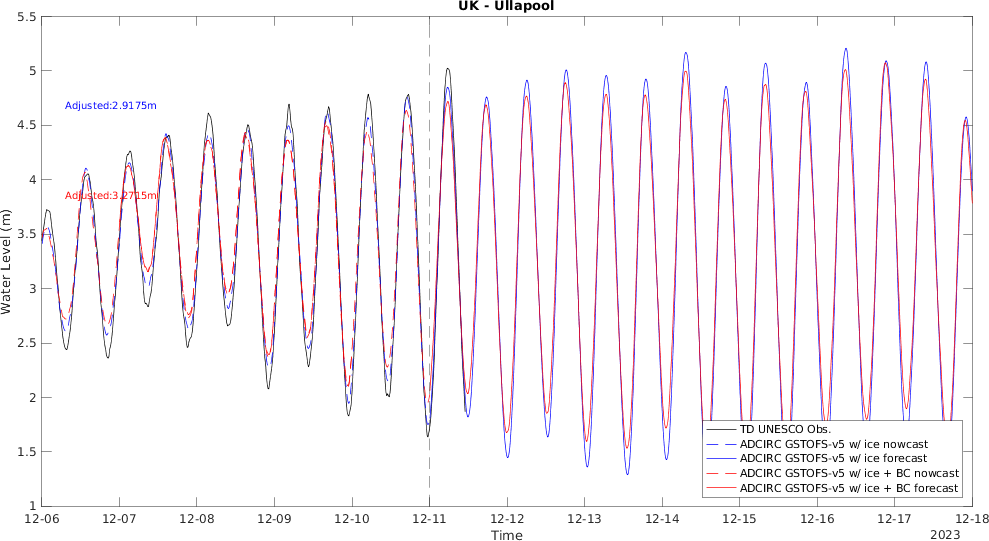 UK - Ullapool
5.5
5
4.5
4
3.5
3
2.5
2
1.5
1
Water Level (m)
Adjusted:2.9175m
Adjusted:3.2715m
TD UNESCO Obs.
ADCIRC GSTOFS-v5 w/ ice nowcast
ADCIRC GSTOFS-v5 w/ ice forecast
ADCIRC GSTOFS-v5 w/ ice + BC nowcast
ADCIRC GSTOFS-v5 w/ ice + BC forecast
12-06 12-07 12-08 12-09 12-10 12-11 12-12 12-13 12-14 12-15 12-16 12-17 12-18
Time
2023